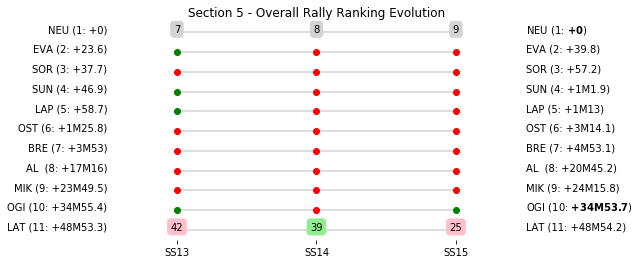 Section 5 - Overall Rally Ranking Evolution
NEU (1: +0) 7 8 9 NEU (1: +0)
EVA (2: +23.6) EVA (2: +39.8)
SOR (3: +37.7) SOR (3: +57.2)
SUN (4: +46.9) SUN (4: +1M1.9)
LAP (5: +58.7) LAP (5: +1M13)
OST (6: +1M25.8) OST (6: +3M14.1)
BRE (7: +3M53) BRE (7: +4M53.1)
AL (8: +17M16) AL (8: +20M45.2)
MIK (9: +23M49.5) MIK (9: +24M15.8)
OGI (10: +34M55.4) OGI (10: +34M53.7)
LAT (11: +48M53.3) 42 39 25 LAT (11: +48M54.2)
SS13 SS14 SS15